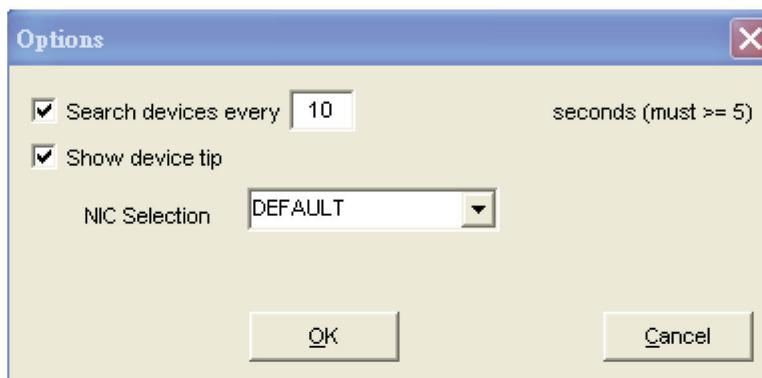 Options
Search devices every 10 seconds (must >= 5)
Show device tip
NIC Selection DEFAULT
OK Cancel